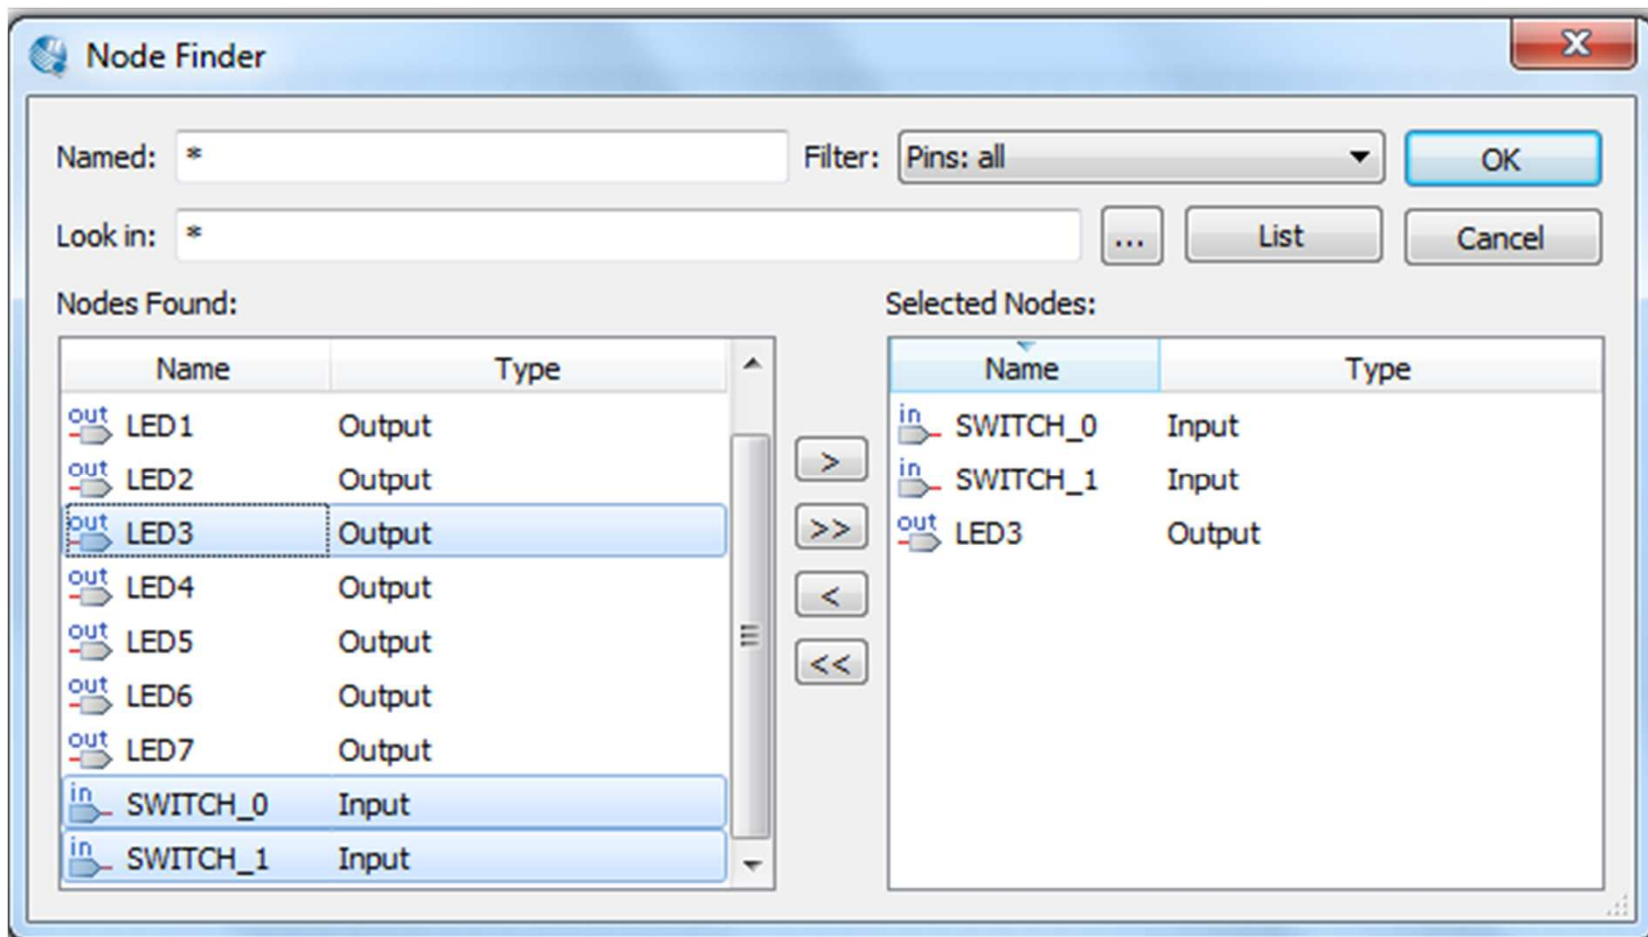 Node Finder
Named: *
Filter: Pins: all
OK
Look in: *
...
List
Cancel
Nodes Found:
Selected Nodes:
Name Type
out LED1 Output
out LED2 Output
out LED3 Output
out LED4 Output
out LED5 Output
out LED6 Output
out LED7 Output
in SWITCH_0 Input
in SWITCH_1 Input
>
>>
<
<<
Name Type
in SWITCH_0 Input
in SWITCH_1 Input
out LED3 Output